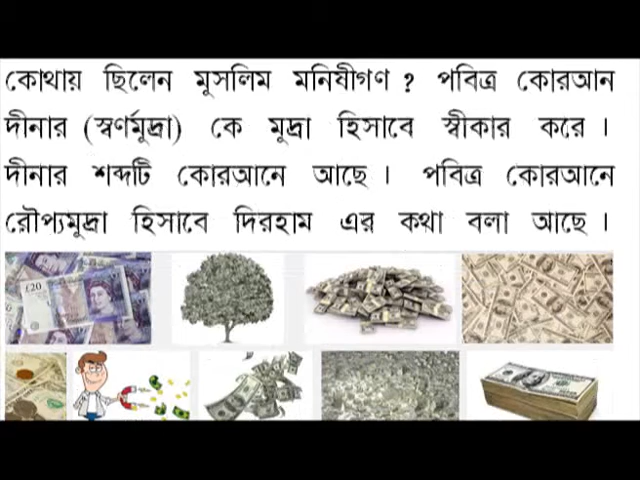 কোথায় ছিলেন মুসলিম মনিষীগণ ? পবিত্র কোরআন
দীনার (স্বর্ণমুদ্রা) কে মুদ্রা হিসাবে স্বীকার করে ।
দীনার শব্দটি কোরআনে আছে । পবিত্র কোরআনে
রৌপ্যমুদ্রা হিসাবে দিরহাম এর কথা বলা আছে ।
£20